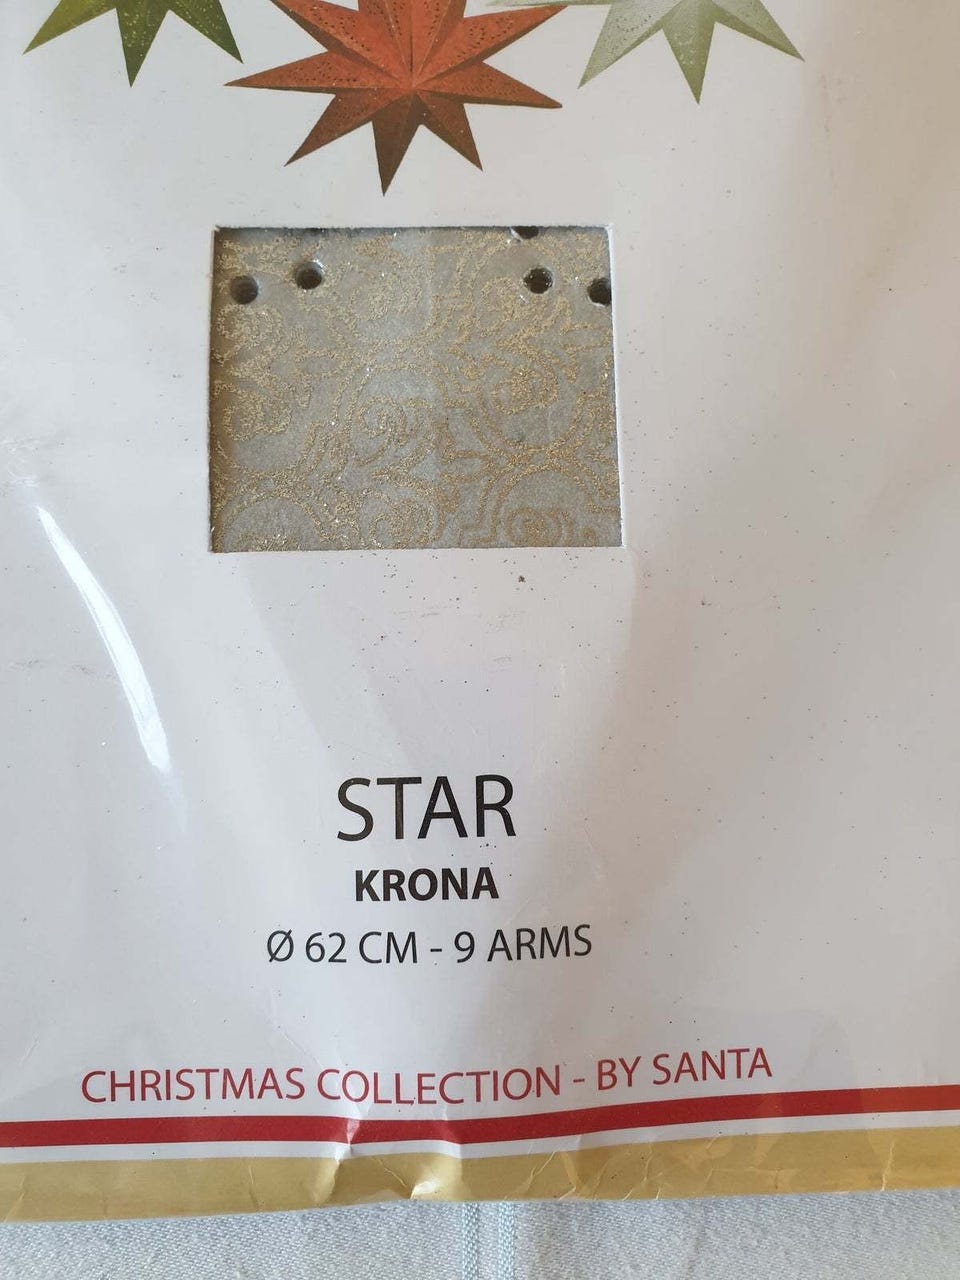 STAR
KRONA
Ø 62 CM - 9 ARMS
CHRISTMAS COLLECTION - BY SANTA